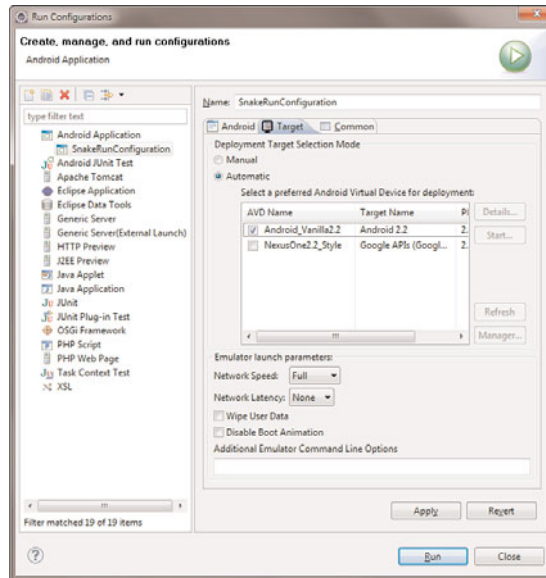 Run Configurations
Create, manage, and run configurations
Android Application
type filter text
Android Application
SnakeRunConfiguration
Android JUnit Test
Apache Tomcat
Eclipse Application
Eclipse Data Tools
Generic Server
Generic Server(External Launch)
HTTP Preview
J2EE Preview
Java Applet
Java Application
JUnit
JUnit Plug-in Test
OSGi Framework
PHP Script
PHP Web Page
Task Context Test
XSL
Filter matched 19 of 19 items
Name: SnakeRunConfiguration
Android Target Common
Deployment Target Selection Mode
Manual
Automatic
Select a preferred Android Virtual Device for deployment:
AVD Name Target Name Pl
Android_Vanilla2.2 Android 2.2 2.
NexusOne2.2_Style Google APIs (Googl... 2.
Details...
Start...
Refresh
Manager...
Emulator launch parameters:
Network Speed: Full
Network Latency: None
Wipe User Data
Disable Boot Animation
Additional Emulator Command Line Options
Apply Revert
Run Close